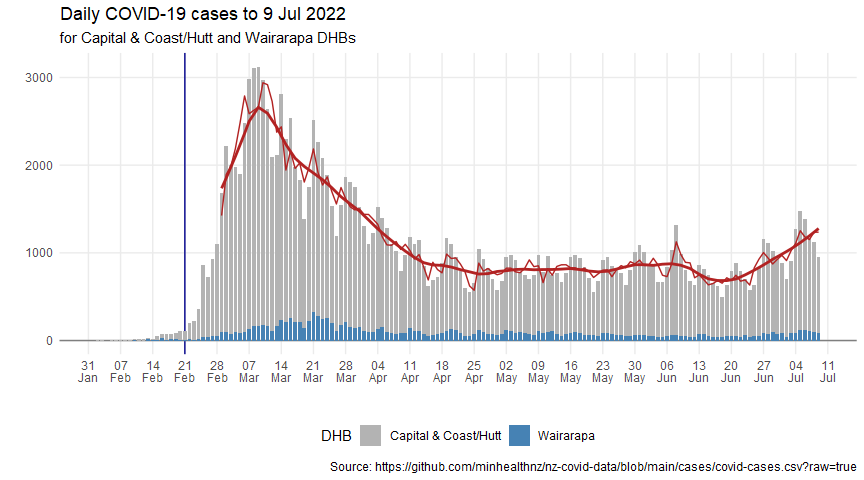 Daily COVID-19 cases to 9 Jul 2022
for Capital & Coast/Hutt and Wairarapa DHBs
3000
2000
1000
0
31 07 14 21 28 07 14 21 28 04 11 18 25 02 09 16 23 30 06 13 20 27 04 11
Jan Feb Feb Feb Feb Mar Mar Mar Mar Apr Apr Apr Apr May May May May May Jun Jun Jun Jun Jul Jul
DHB Capital & Coast/Hutt Wairarapa
Source: https://github.com/minhealthnz/nz-covid-data/blob/main/cases/covid-cases.csv?raw=true